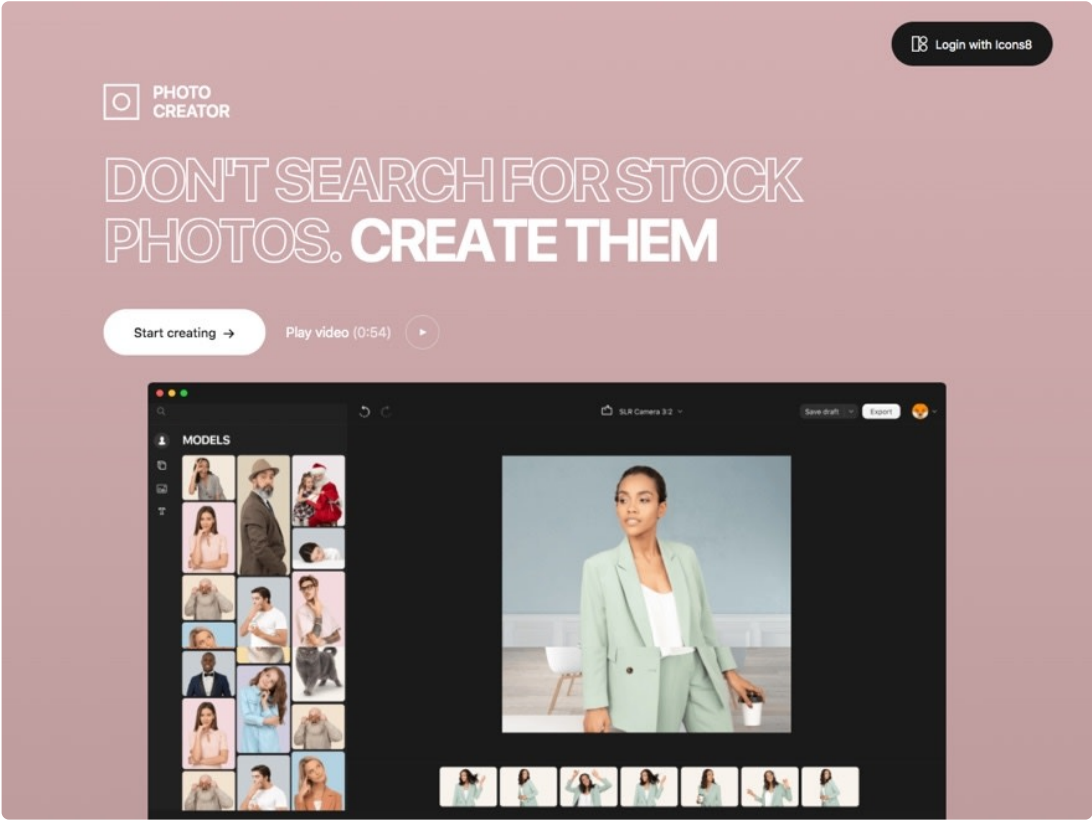 Login with Icons8
PHOTO
CREATOR
DON'T SEARCH FOR STOCK
PHOTOS. CREATE THEM
Start creating →
Play video (0:54)
SLR Camera 3:2
Save draft
Export
MODELS